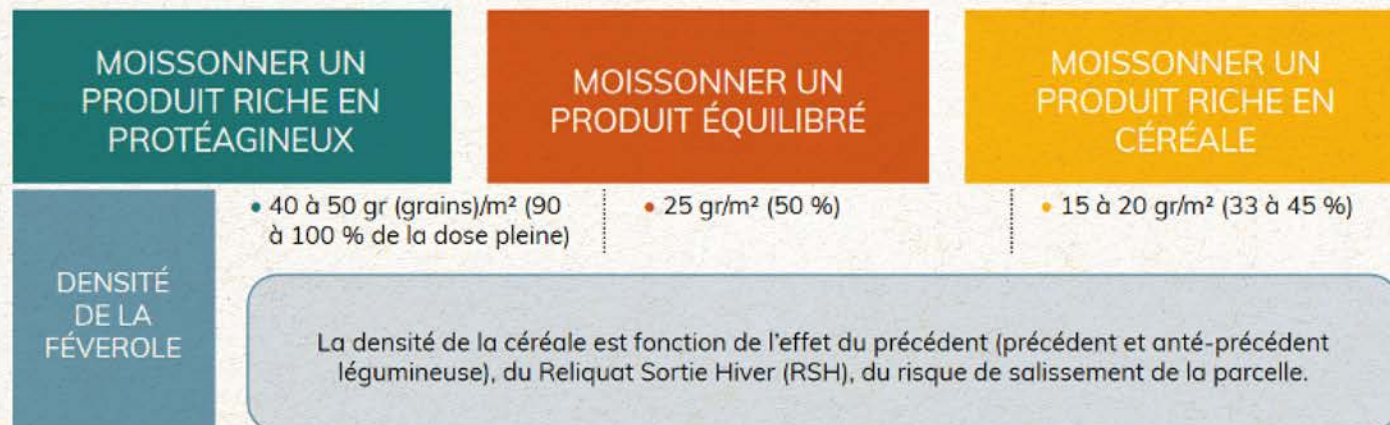 MOISSONNER UN
PRODUIT RICHE EN
PROTÉAGINEUX
MOISSONNER UN
PRODUIT ÉQUILIBRÉ
MOISSONNER UN
PRODUIT RICHE EN
CÉRÉALE
DENSITÉ
DE LA
FÉVEROLE
• 40 à 50 gr (grains)/m² (90
à 100 % de la dose pleine)
• 25 gr/m² (50 %)
• 15 à 20 gr/m² (33 à 45 %)
La densité de la céréale est fonction de l'effet du précédent (précédent et anté-précédent
légumineuse), du Reliquat Sortie Hiver (RSH), du risque de salissement de la parcelle.